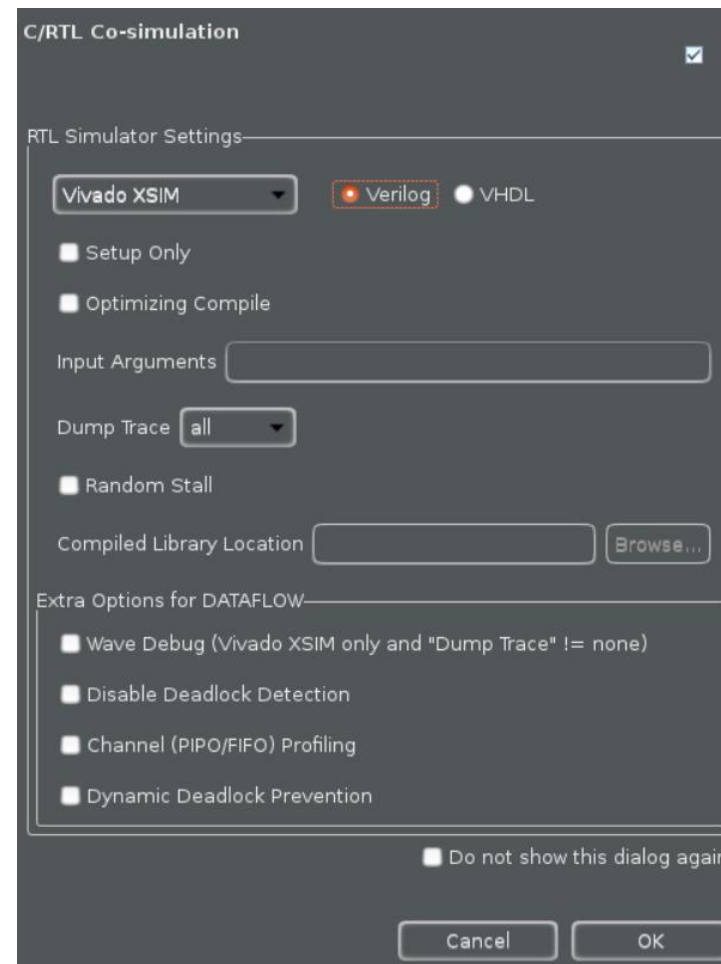 C/RTL Co-simulation
RTL Simulator Settings
Vivado XSIM Verilog VHDL
Setup Only
Optimizing Compile
Input Arguments
Dump Trace all
Random Stall
Compiled Library Location Browse...
Extra Options for DATAFLOW
Wave Debug (Vivado XSIM only and "Dump Trace" != none)
Disable Deadlock Detection
Channel (PIPO/FIFO) Profiling
Dynamic Deadlock Prevention
Do not show this dialog again
Cancel OK